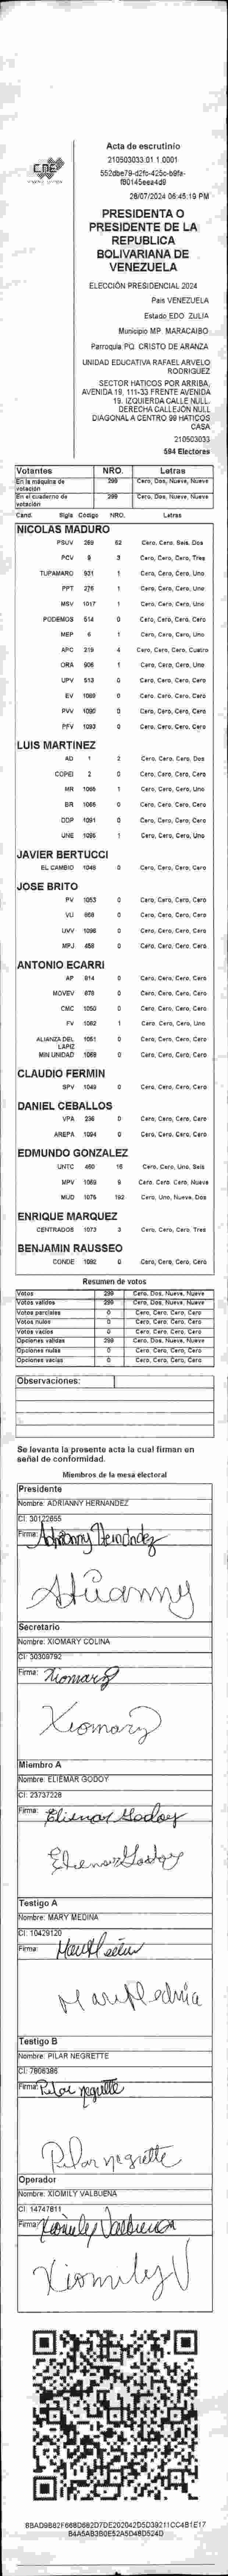 CNE
Acta de escrutinio
210503033.01.1.0001
26/07/2024 06:45:19 PM
PRESIDENTA O
PRESIDENTE DE LA
REPUBLICA
BOLIVARIANA DE
VENEZUELA
ELECCIÓN PRESIDENCIAL 2024
Pais VENEZUELA
Estado EDO. ZULIA
Municipio MP. MARACAIBO
Parroquia PQ. CRISTO DE ARANZA
UNIDAD EDUCATIVA RAFAEL ARVELO
RODRIGUEZ
SECTOR HATICOS POR ARRIBA,
AVENIDA 19, 111-33 FRENTE AVENIDA
19. IZQUIERDA CALLE NULL.
DERECHA CALLEJÓN NULL
DIAGONAL A CENTRO 99 HATICOS
CASA
210503033
594 Electores
Votantes NRO. Letras
En la máquina de votación 299 Cero, Dos, Nueve, Nueve
En el cuaderno de votación 299 Cero, Dos, Nueve, Nueve
Cand. Sigla Código NRO. Letras
NICOLAS MADURO
PSUV 269 62 Cero, Cero, Seis, Dos
PCV 9 3 Cero, Cero, Cero, Tres
TUPAMARO 931 1 Cero, Cero, Cero, Uno
PPT 276 1 Cero, Cero, Cero, Uno
MSV 1017 1 Cero, Cero, Cero, Uno
PODEMOS 514 0 Cero, Cero, Cero, Cero
MEP 6 1 Cero, Cero, Cero, Uno
APC 219 4 Cero, Cero, Cero, Cuatro
ORA 906 1 Cero, Cero, Cero, Uno
UPV 513 0 Cero, Cero, Cero, Cero
EV 1089 0 Cero, Cero, Cero, Cero
PVV 1090 0 Cero, Cero, Cero, Cero
PFV 1093 0 Cero, Cero, Cero, Cero
LUIS MARTINEZ
AD 1 2 Cero, Cero, Cero, Dos
COPEI 2 0 Cero, Cero, Cero, Cero
MR 1065 1 Cero, Cero, Cero, Uno
BR 1066 0 Cero, Cero, Cero, Cero
DDP 1091 0 Cero, Cero, Cero, Cero
UNE 1085 1 Cero, Cero, Cero, Uno
JAVIER BERTUCCI
EL CAMBIO 1048 0 Cero, Cero, Cero, Cero
JOSE BRITO
PV 1053 0 Cero, Cero, Cero, Cero
VU 868 0 Cero, Cero, Cero, Cero
UVV 1096 0 Cero, Cero, Cero, Cero
MPJ 458 0 Cero, Cero, Cero, Cero
ANTONIO ECARRI
AP 814 0 Cero, Cero, Cero, Cero
MOVEV 878 0 Cero, Cero, Cero, Cero
CMC 1050 0 Cero, Cero, Cero, Cero
FV 1062 1 Cero, Cero, Cero, Uno
ALIANZA DEL LÁPIZ 1051 0 Cero, Cero, Cero, Cero
MIN UNIDAD 1069 0 Cero, Cero, Cero, Cero
CLAUDIO FERMIN
SPV 1049 0 Cero, Cero, Cero, Cero
DANIEL CEBALLOS
VPA 236 0 Cero, Cero, Cero, Cero
AREPA 1094 0 Cero, Cero, Cero, Cero
EDMUNDO GONZALEZ
UNTC 460 16 Cero, Cero, Uno, Seis
MPV 1059 9 Cero, Cero, Cero, Nueve
MUD 1076 192 Cero, Uno, Nueve, Dos
ENRIQUE MARQUEZ
CENTRADOS 1073 3 Cero, Cero, Cero, Tres
BENJAMIN RAUSSEO
CONDE 1082 0 Cero, Cero, Cero, Cero
Resumen de votos
Votos 299 Cero, Dos, Nueve, Nueve
Votos validos 299 Cero, Dos, Nueve, Nueve
Votos parciales 0 Cero, Cero, Cero, Cero
Votos nulos 0 Cero, Cero, Cero, Cero
Votos vacíos 0 Cero, Cero, Cero, Cero
Opciones validas 299 Cero, Dos, Nueve, Nueve
Opciones nulas 0 Cero, Cero, Cero, Cero
Opciones vacias 0 Cero, Cero, Cero, Cero
Observaciones:
Se levanta la presente acta la cual firman en
señal de conformidad.
Miembros de la mesa electoral
Presidente
Nombre: ADRIANNY HERNANDEZ
CI: 30122655
Firma: Adrianny Hernández
Secretario
Nombre: XIOMARY COLINA
CI: 30309792
Firma: Xiomary
Xiomary
Miembro A
Nombre: ELIEMAR GODOY
CI: 23737228
Firma: Eliemar Godoy
Eliemar Godoy
Testigo A
Nombre: MARY MEDINA
CI: 10429120
Firma: Mary Medina
Mary Medina
Testigo B
Nombre: PILAR NEGRETTE
CI: 7806386
Firma: Pilar negrette
Pilar negrette
Operador
Nombre: XIOMILY VALBUENA
CI: 14747611
Firma: Xiomily Valbuena
Xiomily V